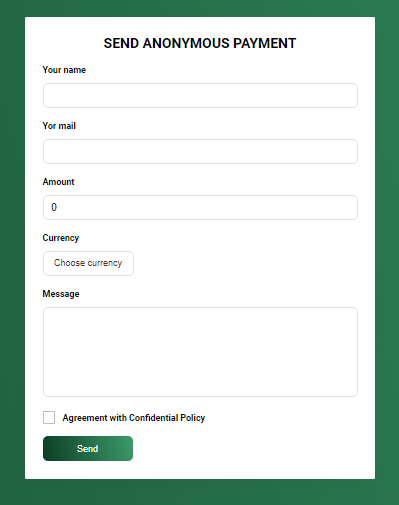 SEND ANONYMOUS PAYMENT
Your name
Yor mail
Amount
0
Currency
Choose currency
Message
Agreement with Confidential Policy
Send